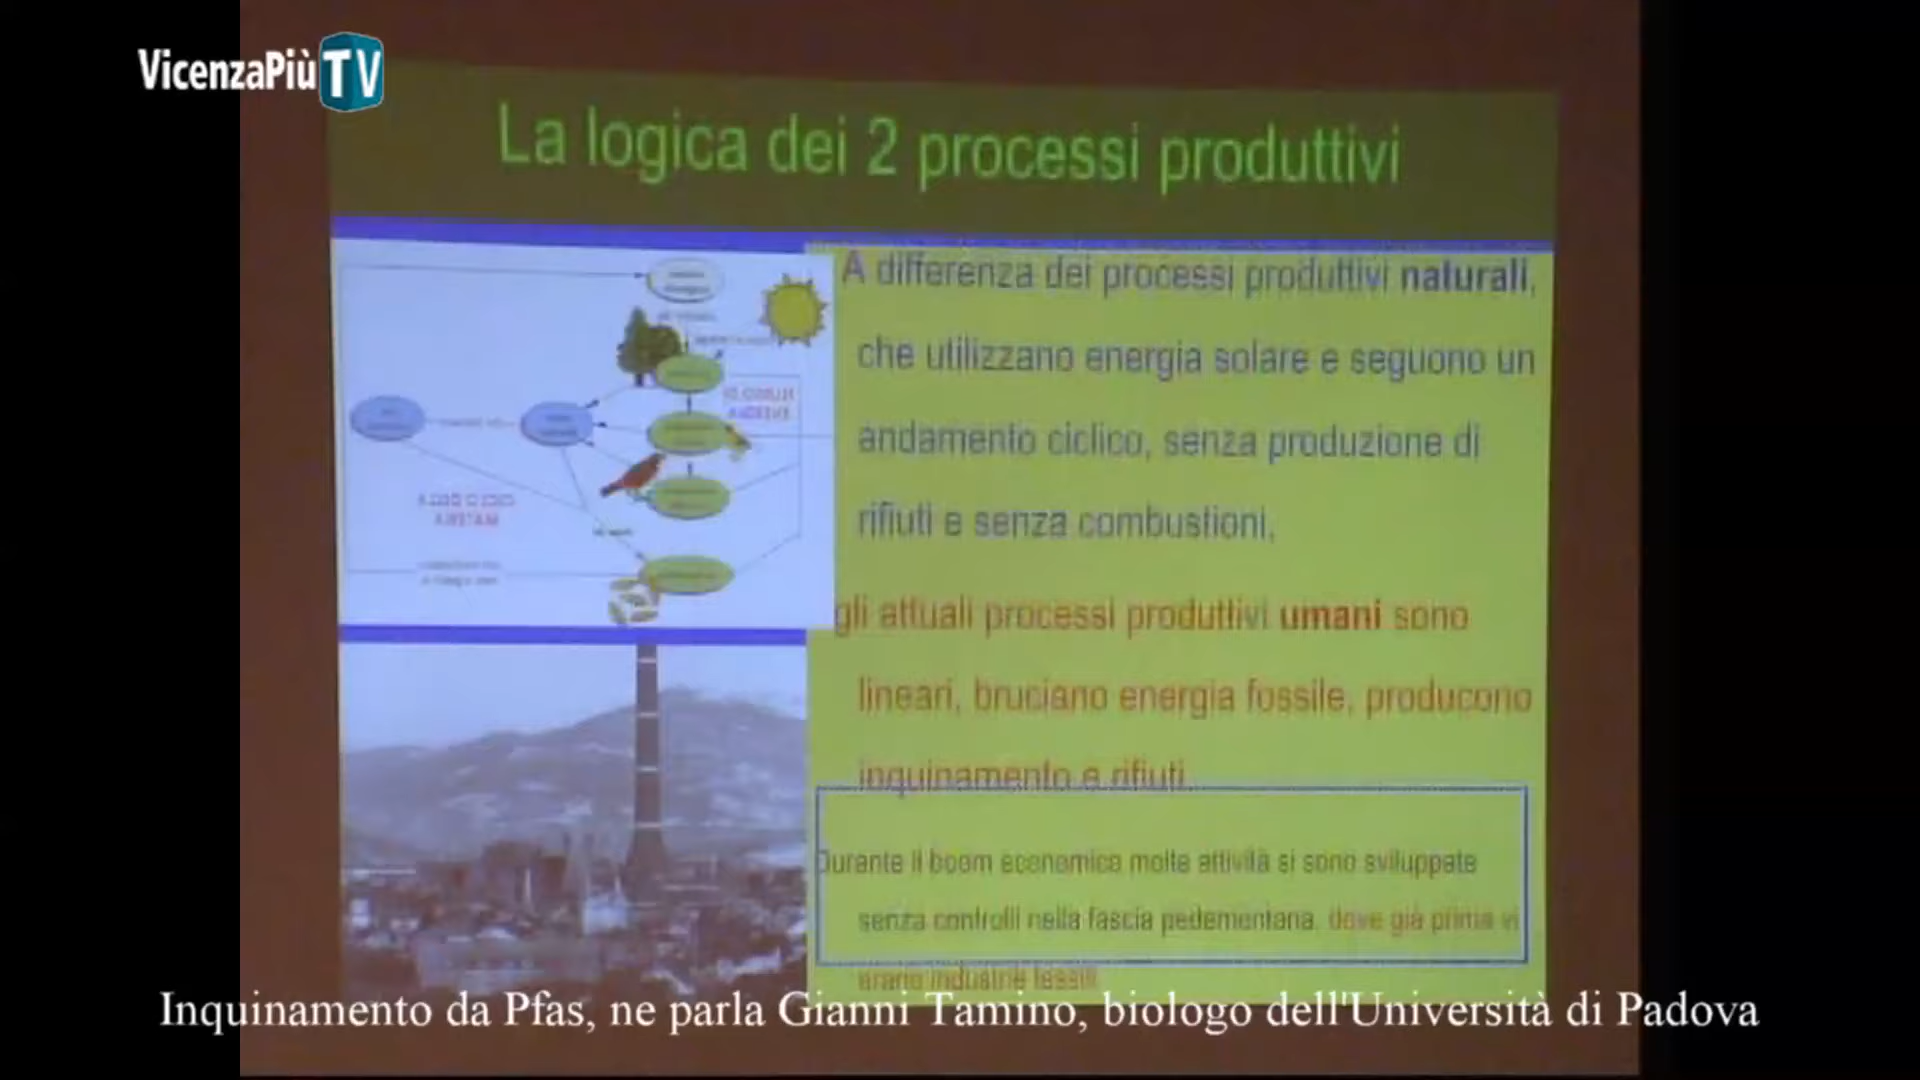 VicenzaPiù TV
La logica dei 2 processi produttivi
A differenza dei processi produttivi naturali,
che utilizzano energia solare e seguono un
andamento ciclico, senza produzione di
rifiuti e senza combustioni,
gli attuali processi produttivi umani sono
lineari, bruciano energia fossile, producono
inquinamento e rifiuti.
Durante il boom economico molte attività si sono sviluppate
senza controlli nella fascia pedemontana, dove già prima vi
erano industrie tessili
Inquinamento da Pfas, ne parla Gianni Tamino, biologo dell'Università di Padova